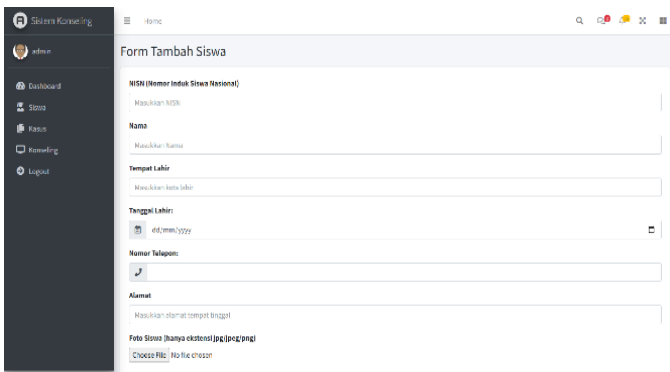 Sistem Konseling
Home
admin
Form Tambah Siswa
Dashboard
Siswa
Kasus
Konseling
Logout
NISN (Nomor Induk Siswa Nasional)
Masukkan NISN
Nama
Masukkan Nama
Tempat Lahir
Masukkan kota lahir
Tanggal Lahir:
dd/mm/yyyy
Nomor Telepon:
Alamat
Masukkan alamat tempat tinggal
Foto Siswa (hanya ekstensi jpg/jpeg/png)
Choose File No file chosen